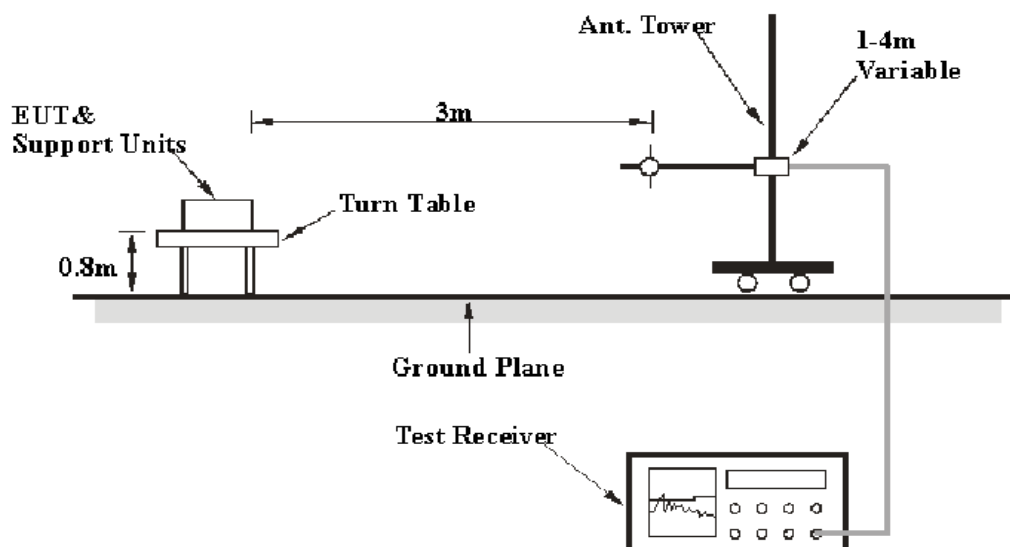 Ant. Tower
1-4m
Variable
EUT&
Support Units
3m
Turn Table
0.8m
Ground Plane
Test Receiver